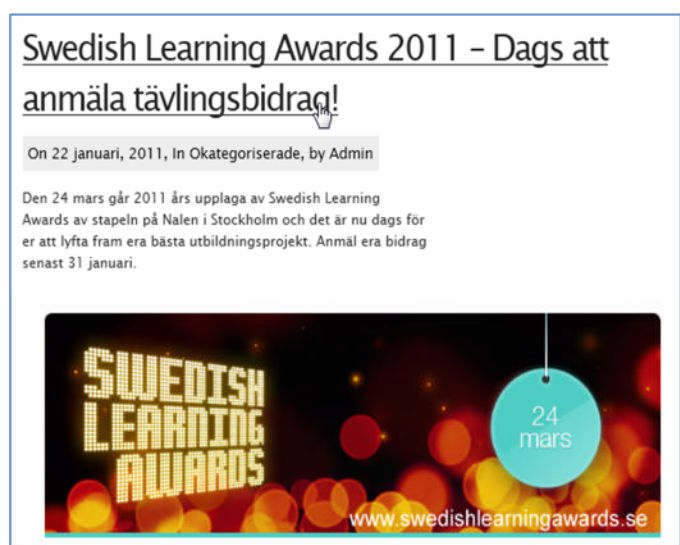 Swedish Learning Awards 2011 – Dags att
anmäla tävlingsbidrag!
On 22 januari, 2011, In Okategoriserade, by Admin
Den 24 mars går 2011 års upplaga av Swedish Learning
Awards av stapeln på Nalen i Stockholm och det är nu dags för
er att lyfta fram era bästa utbildningsprojekt. Anmäl era bidrag
senast 31 januari.
SWEDISH
LEARNING
AWARDS
24
mars
www.swedishlearningawards.se